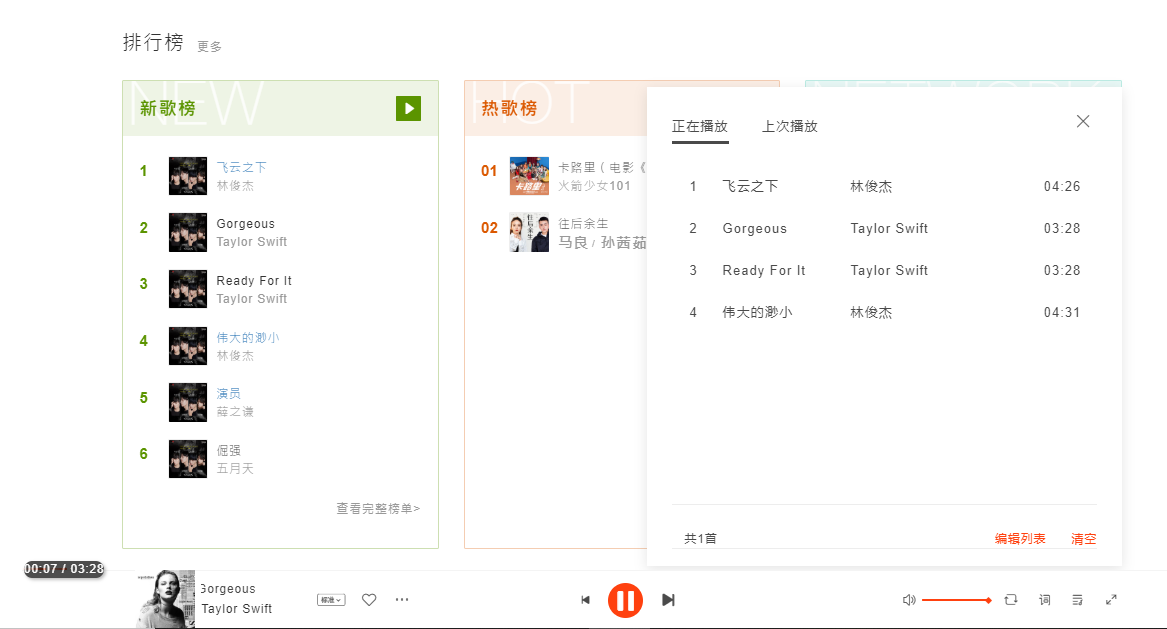 排行榜 更多
NEW
新歌榜
1 飞云之下
林俊杰
2 Gorgeous
Taylor Swift
3 Ready For It
Taylor Swift
4 伟大的渺小
林俊杰
5 演员
薛之谦
6 倔强
五月天
查看完整榜单>
HOT
热歌榜
01 卡路里（电影《
卡路里
火箭少女101
02 往后余生
往后余生
马良 / 孙茜茹
正在播放 上次播放
1 飞云之下 林俊杰 04:26
2 Gorgeous Taylor Swift 03:28
3 Ready For It Taylor Swift 03:28
4 伟大的渺小 林俊杰 04:31
共1首 编辑列表 清空
00:07 / 03:28
Gorgeous
Taylor Swift
标准
词